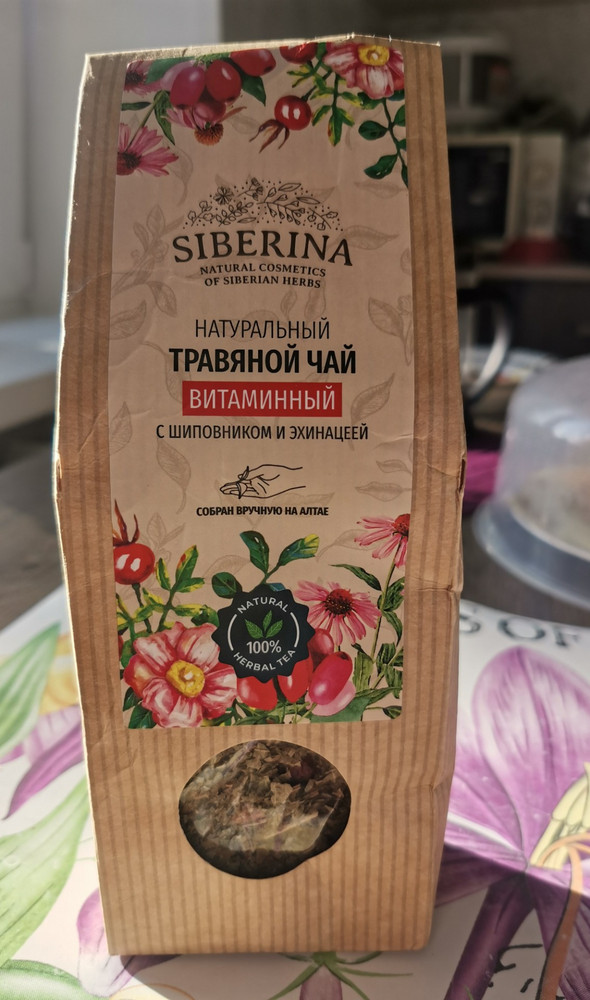 SIBERINA
NATURAL COSMETICS
OF SIBERIAN HERBS
НАТУРАЛЬНЫЙ
ТРАВЯНОЙ ЧАЙ
ВИТАМИННЫЙ
С ШИПОВНИКОМ И ЭХИНАЦЕЕЙ
СОБРАН ВРУЧНУЮ НА АЛТАЕ
NATURAL
100%
HERBAL TEA
OF